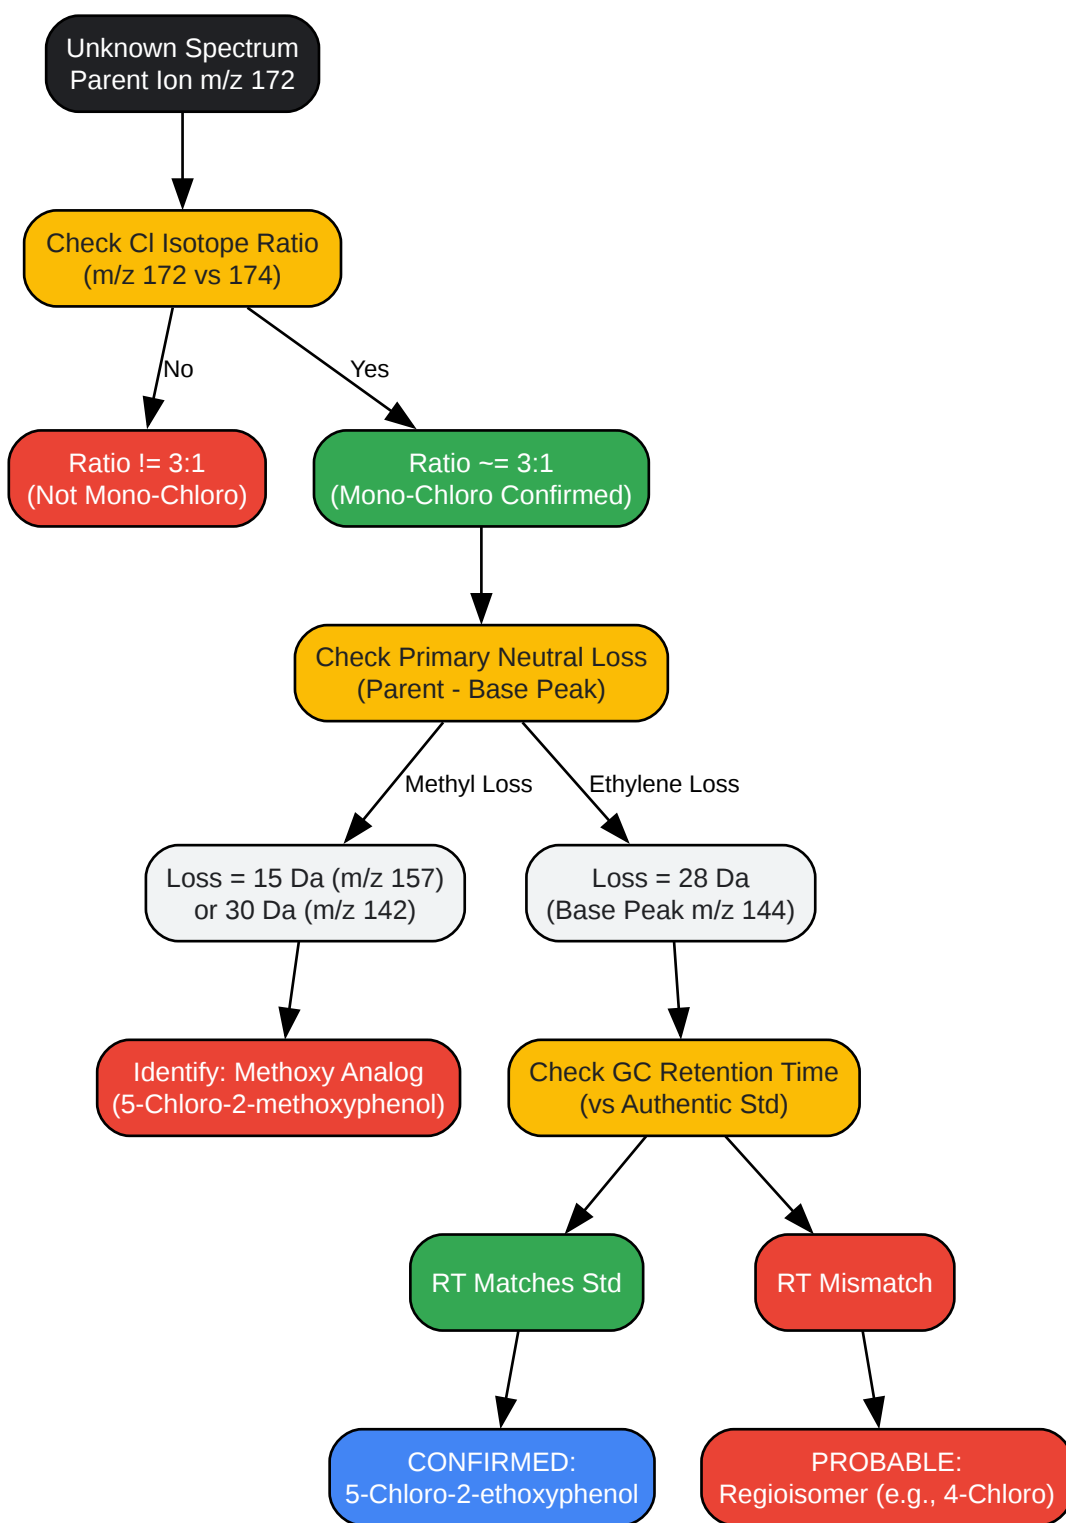 Unknown Spectrum
Parent Ion m/z 172
Check Cl Isotope Ratio
(m/z 172 vs 174)
No
Yes
Ratio != 3:1
(Not Mono-Chloro)
Ratio ~= 3:1
(Mono-Chloro Confirmed)
Check Primary Neutral Loss
(Parent - Base Peak)
Methyl Loss
Ethylene Loss
Loss = 15 Da (m/z 157)
or 30 Da (m/z 142)
Loss = 28 Da
(Base Peak m/z 144)
Identify: Methoxy Analog
(5-Chloro-2-methoxyphenol)
Check GC Retention Time
(vs Authentic Std)
RT Matches Std
RT Mismatch
CONFIRMED:
5-Chloro-2-ethoxyphenol
PROBABLE:
Regioisomer (e.g., 4-Chloro)